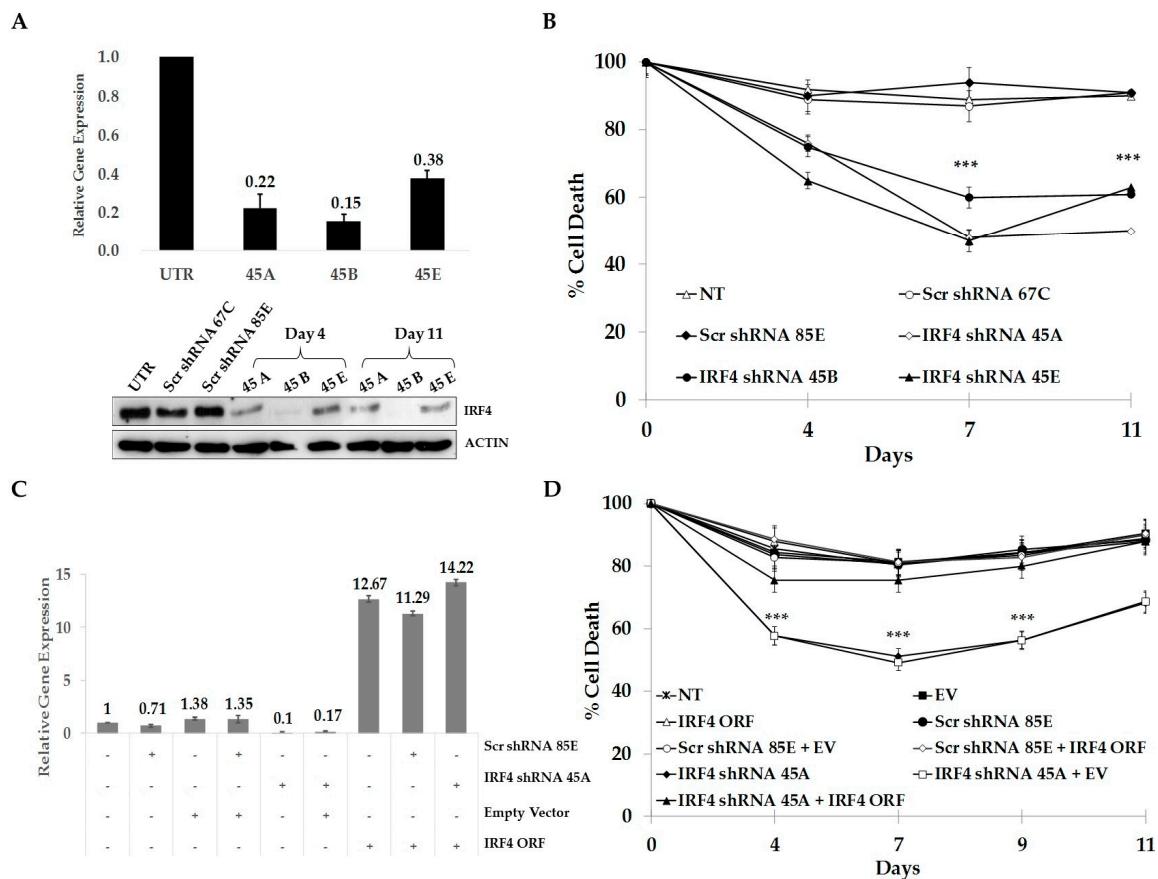 A
Relative Gene Expression
1.0
0.8
0.6
0.4
0.2
0.0
0.22
0.15
0.38
UTR 45A 45B 45E
UTR
Scr shRNA 67C
Scr shRNA 85E
Day 4
Day 11
45 A 45 B 45 E 45 A 45 B 45 E
IRF4
ACTIN
B
% Cell Death
100
80
60
40
20
0
*** ***
NT Scr shRNA 67C
Scr shRNA 85E IRF4 shRNA 45A
IRF4 shRNA 45B IRF4 shRNA 45E
0 4 7 11
Days
C
Relative Gene Expression
15
10
5
0
1 0.71 1.38 1.35 0.1 0.17 12.67 11.29 14.22
- + - + - - - + - Scr shRNA 85E
- - - - + + - - + IRF4 shRNA 45A
- - + + - + - - - Empty Vector
- - - - - - + + + IRF4 ORF
D
% Cell Death
100
80
60
40
20
0
*** *** ***
NT EV
IRF4 ORF Scr shRNA 85E
Scr shRNA 85E + EV Scr shRNA 85E + IRF4 ORF
IRF4 shRNA 45A IRF4 shRNA 45A + EV
IRF4 shRNA 45A + IRF4 ORF
0 4 7 9 11
Days